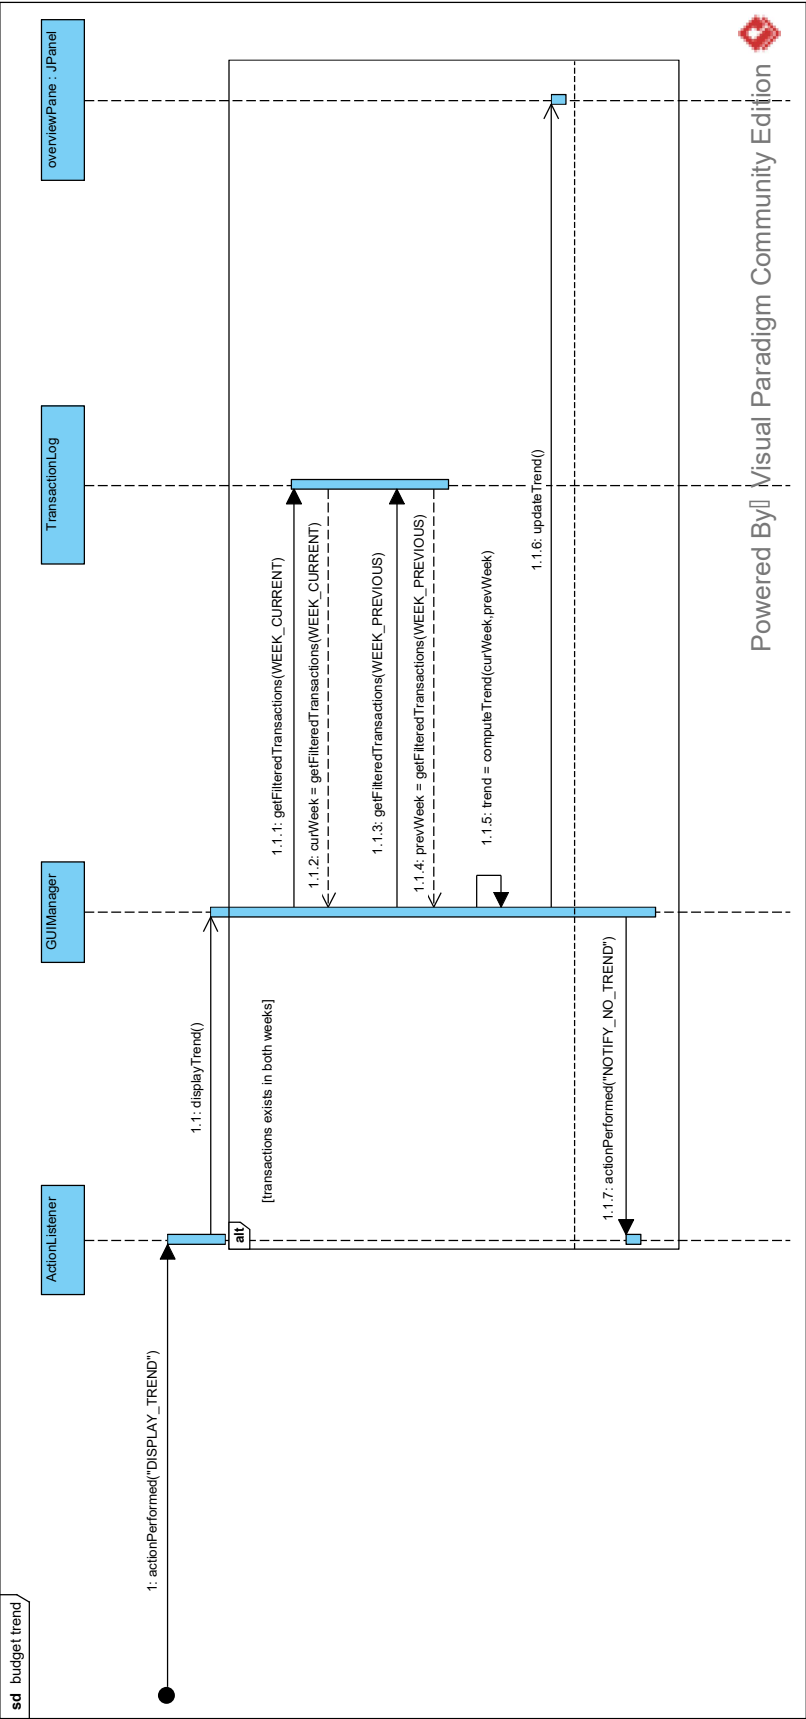 sd budget trend
ActionListener
GUIManager
TransactionLog
overviewPane : JPanel
1: actionPerformed("DISPLAY_TREND")
1.1: displayTrend()
alt
[transactions exists in both weeks]
1.1.1: getFilteredTransactions(WEEK_CURRENT)
1.1.2: curWeek = getFilteredTransactions(WEEK_CURRENT)
1.1.3: getFilteredTransactions(WEEK_PREVIOUS)
1.1.4: prevWeek = getFilteredTransactions(WEEK_PREVIOUS)
1.1.5: trend = computeTrend(curWeek,prevWeek)
1.1.6: updateTrend()
1.1.7: actionPerformed("NOTIFY_NO_TREND")
Powered By Visual Paradigm Community Edition